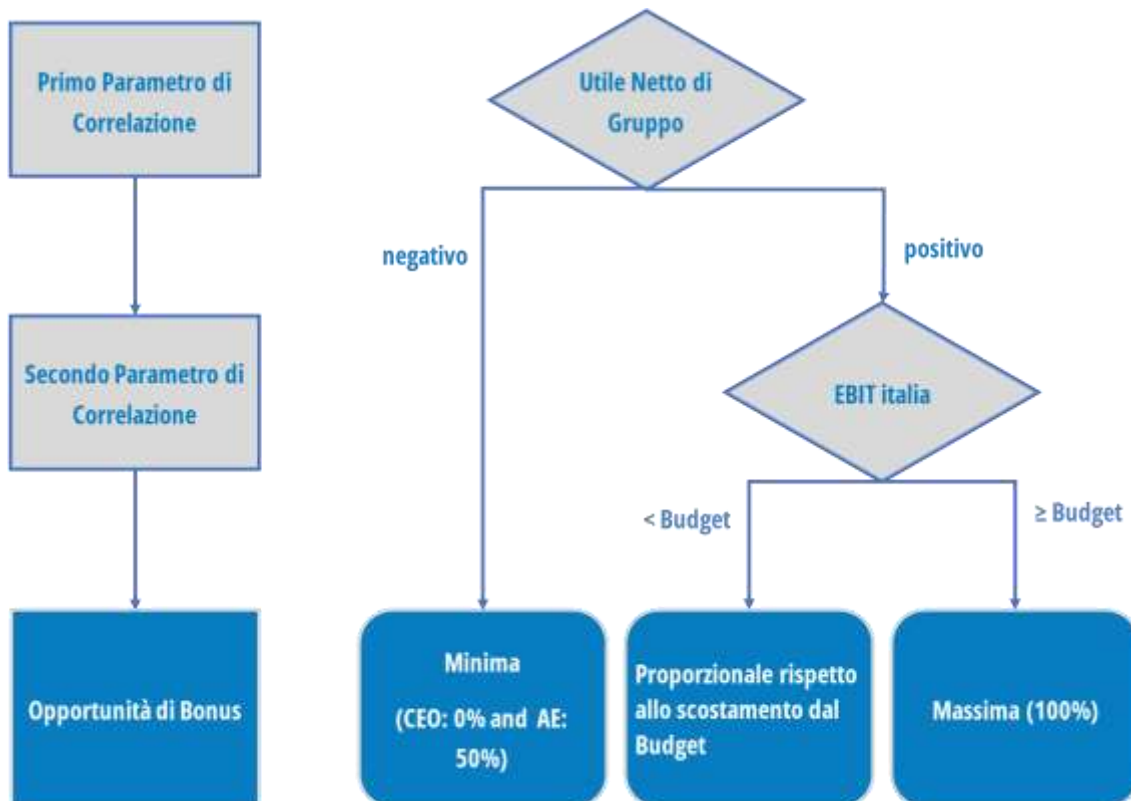 Primo Parametro di
Correlazione
Utile Netto di
Gruppo
negativo
positivo
Secondo Parametro di
Correlazione
EBIT italia
< Budget
≥ Budget
Opportunità di Bonus
Minima
(CEO: 0% and AE:
50%)
Proporzionale rispetto
allo scostamento dal
Budget
Massima (100%)